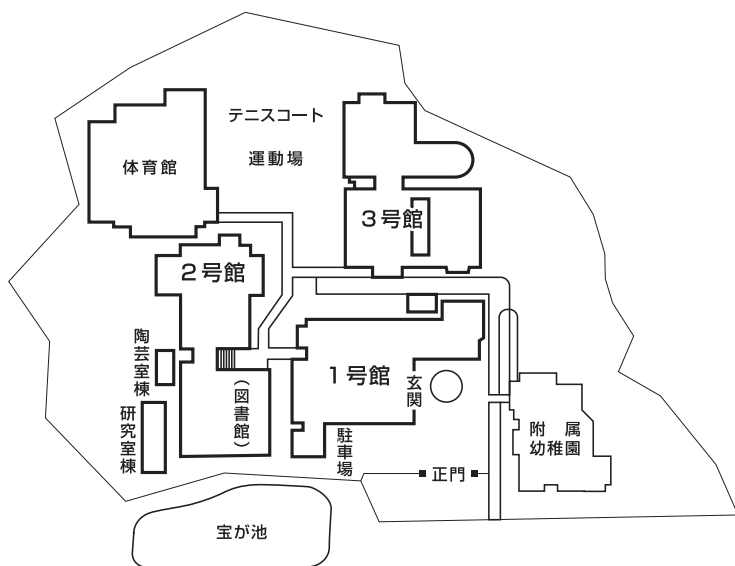 テニスコート
運動場
体育館
3号館
2号館
陶芸室棟
研究室棟
（図書館）
1号館
玄関
駐車場
正門
附　属
幼稚園
宝が池